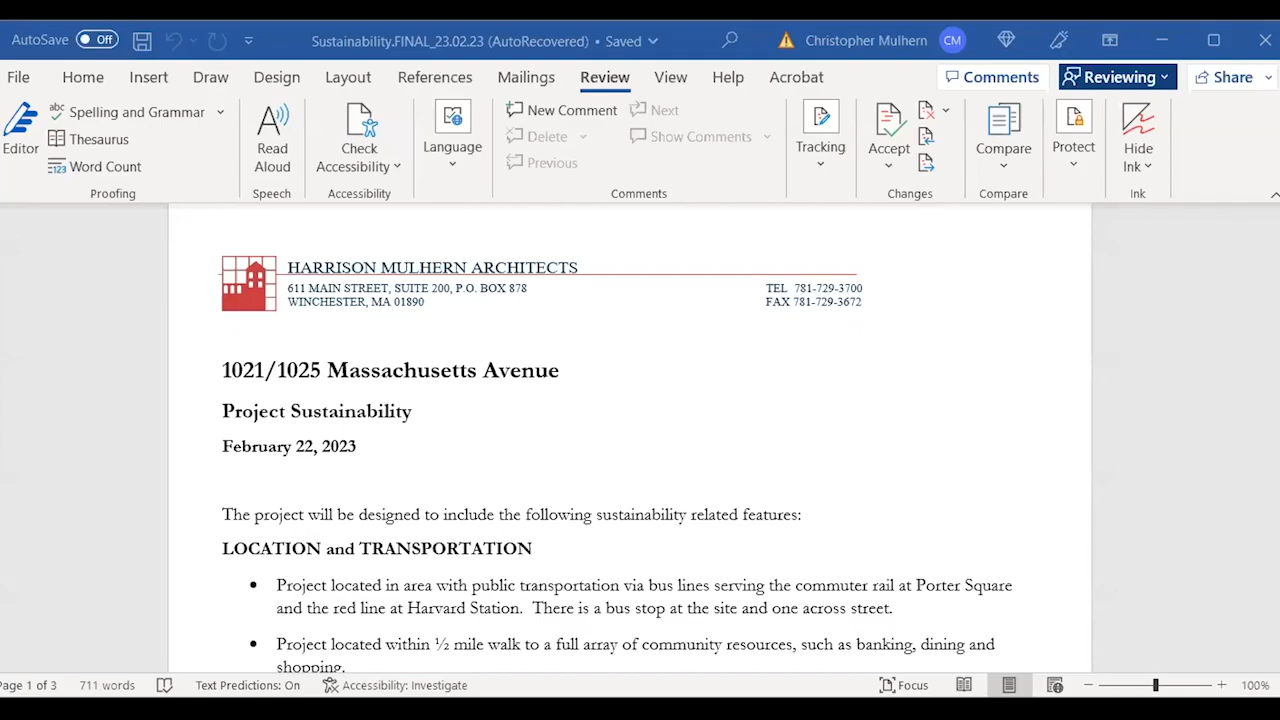 AutoSave Off Sustainability.FINAL_23.02.23 (AutoRecovered) • Saved Christopher Mulhern CM
File Home Insert Draw Design Layout References Mailings Review View Help Acrobat Comments Reviewing Share
Editor
abc Spelling and Grammar
Thesaurus
123 Word Count
Proofing
Read Aloud
Speech
Check Accessibility
Accessibility
Language
New Comment Next
Delete Show Comments
Previous
Comments
Tracking
Accept
Changes
Compare
Compare
Protect
Hide Ink
Ink
HARRISON MULHERN ARCHITECTS
611 MAIN STREET, SUITE 200, P.O. BOX 878 TEL 781-729-3700
WINCHESTER, MA 01890 FAX 781-729-3672
1021/1025 Massachusetts Avenue
Project Sustainability
February 22, 2023
The project will be designed to include the following sustainability related features:
LOCATION and TRANSPORTATION
• Project located in area with public transportation via bus lines serving the commuter rail at Porter Square
and the red line at Harvard Station. There is a bus stop at the site and one across street.
• Project located within ½ mile walk to a full array of community resources, such as banking, dining and
shopping.
Page 1 of 3 711 words Text Predictions: On Accessibility: Investigate Focus 100%